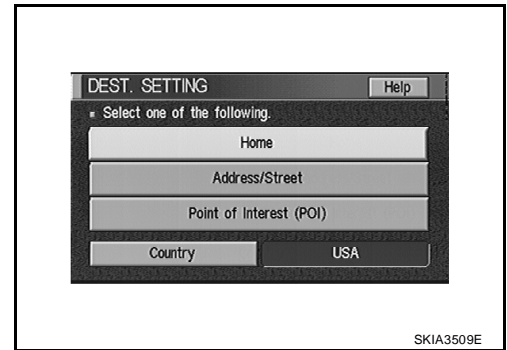 DEST. SETTING Help
Select one of the following.
Home
Address/Street
Point of Interest (POI)
Country USA
SKIA3509E